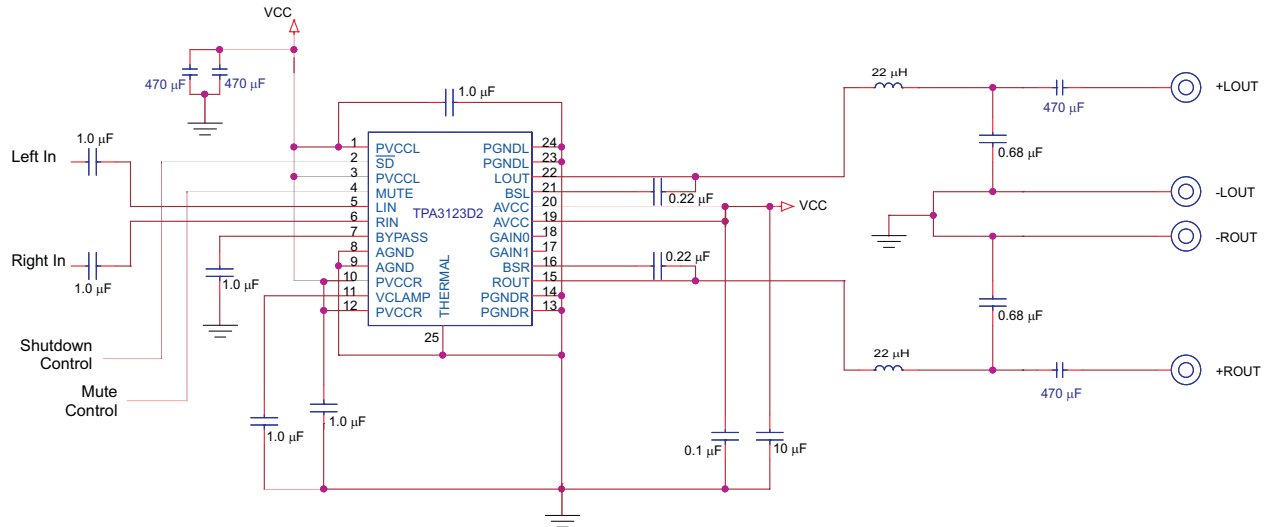 VCC
470 µF
470 µF
1.0 µF
1.0 µF
Left In
Right In
1.0 µF
1.0 µF
Shutdown
Control
Mute
Control
1.0 µF
1.0 µF
1 PVCCL
2 SD
3 PVCCL
4 MUTE
5 LIN
6 RIN
7 BYPASS
8 AGND
9 AGND
10 PVCCR
11 VCLAMP
12 PVCCR
TPA3123D2
THERMAL
25
PGNDL 24
PGNDL 23
LOUT 22
BSL 21
AVCC 20
AVCC 19
GAIN0 18
GAIN1 17
BSR 16
ROUT 15
PGNDR 14
PGNDR 13
0.22 µF
VCC
0.22 µF
0.1 µF
10 µF
22 µH
470 µF
+LOUT
0.68 µF
-LOUT
-ROUT
0.68 µF
22 µH
470 µF
+ROUT